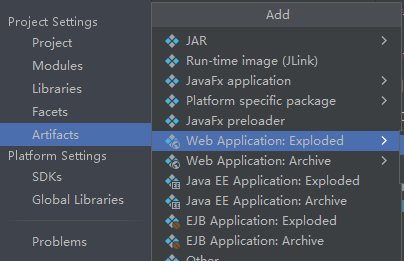 Project Settings
Project
Modules
Libraries
Facets
Artifacts
Platform Settings
SDKs
Global Libraries
Problems
Add
JAR
Run-time image (JLink)
JavaFx application
Platform specific package
JavaFx preloader
Web Application: Exploded
Web Application: Archive
Java EE Application: Exploded
Java EE Application: Archive
EJB Application: Exploded
EJB Application: Archive
Other